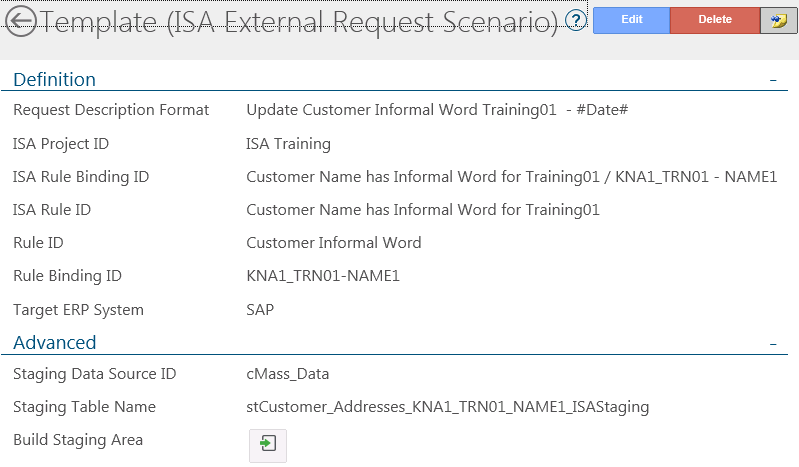 Template (ISA External Request Scenario) ? Edit Delete
Definition -
Request Description Format Update Customer Informal Word Training01 - #Date#
ISA Project ID ISA Training
ISA Rule Binding ID Customer Name has Informal Word for Training01 / KNA1_TRN01 - NAME1
ISA Rule ID Customer Name has Informal Word for Training01
Rule ID Customer Informal Word
Rule Binding ID KNA1_TRN01-NAME1
Target ERP System SAP
Advanced -
Staging Data Source ID cMass_Data
Staging Table Name stCustomer_Addresses_KNA1_TRN01_NAME1_ISAStaging
Build Staging Area